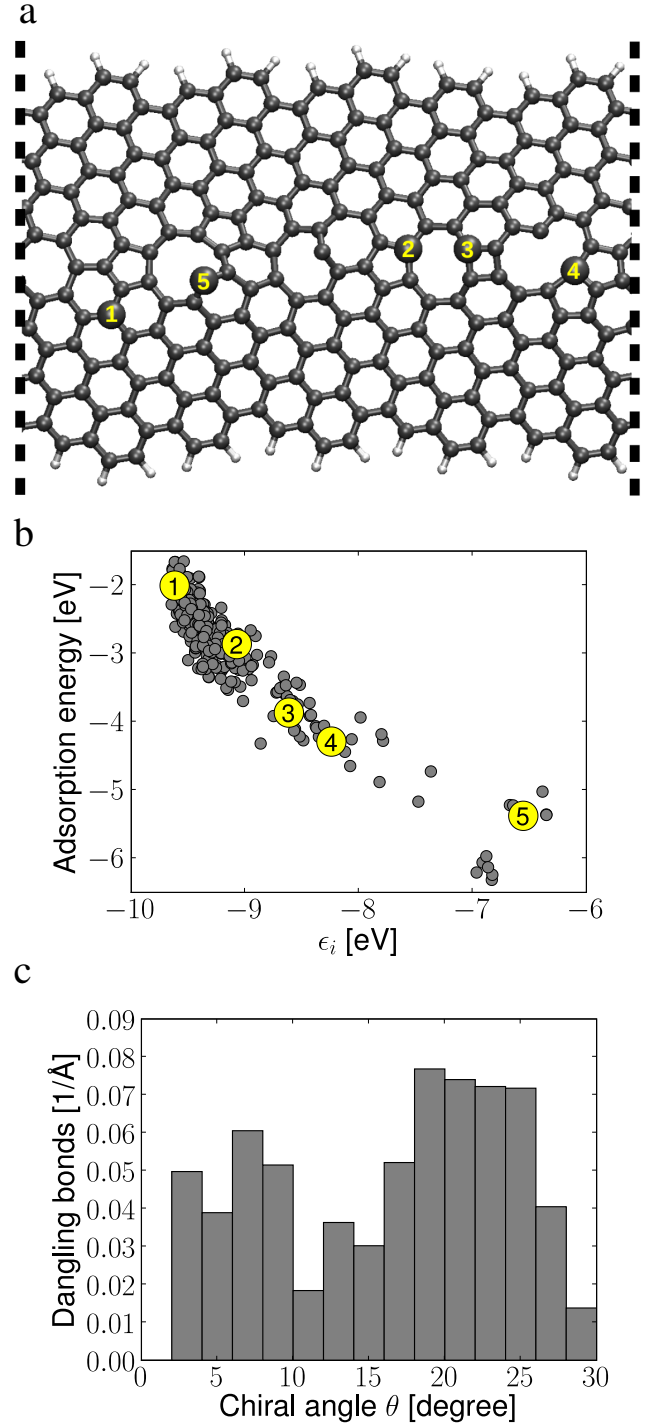 a
2 3
5 4
1
b
−2
−3
−4
−5
−6
1
2
3
4
5
Adsorption energy [eV]
−10 −9 −8 −7 −6
ϵi [eV]
c
0.09
0.08
0.07
0.06
0.05
0.04
0.03
0.02
0.01
0.00
Dangling bonds [1/Å]
0 5 10 15 20 25 30
Chiral angle θ [degree]